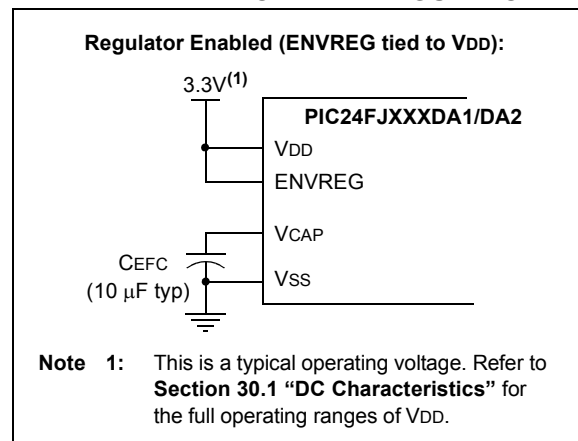 Regulator Enabled (ENVREG tied to VDD):
3.3V(1)
PIC24FJXXXDA1/DA2
VDD
ENVREG
VCAP
CEFC
(10 μF typ)
VSS
Note 1: This is a typical operating voltage. Refer to
Section 30.1 “DC Characteristics” for
the full operating ranges of VDD.